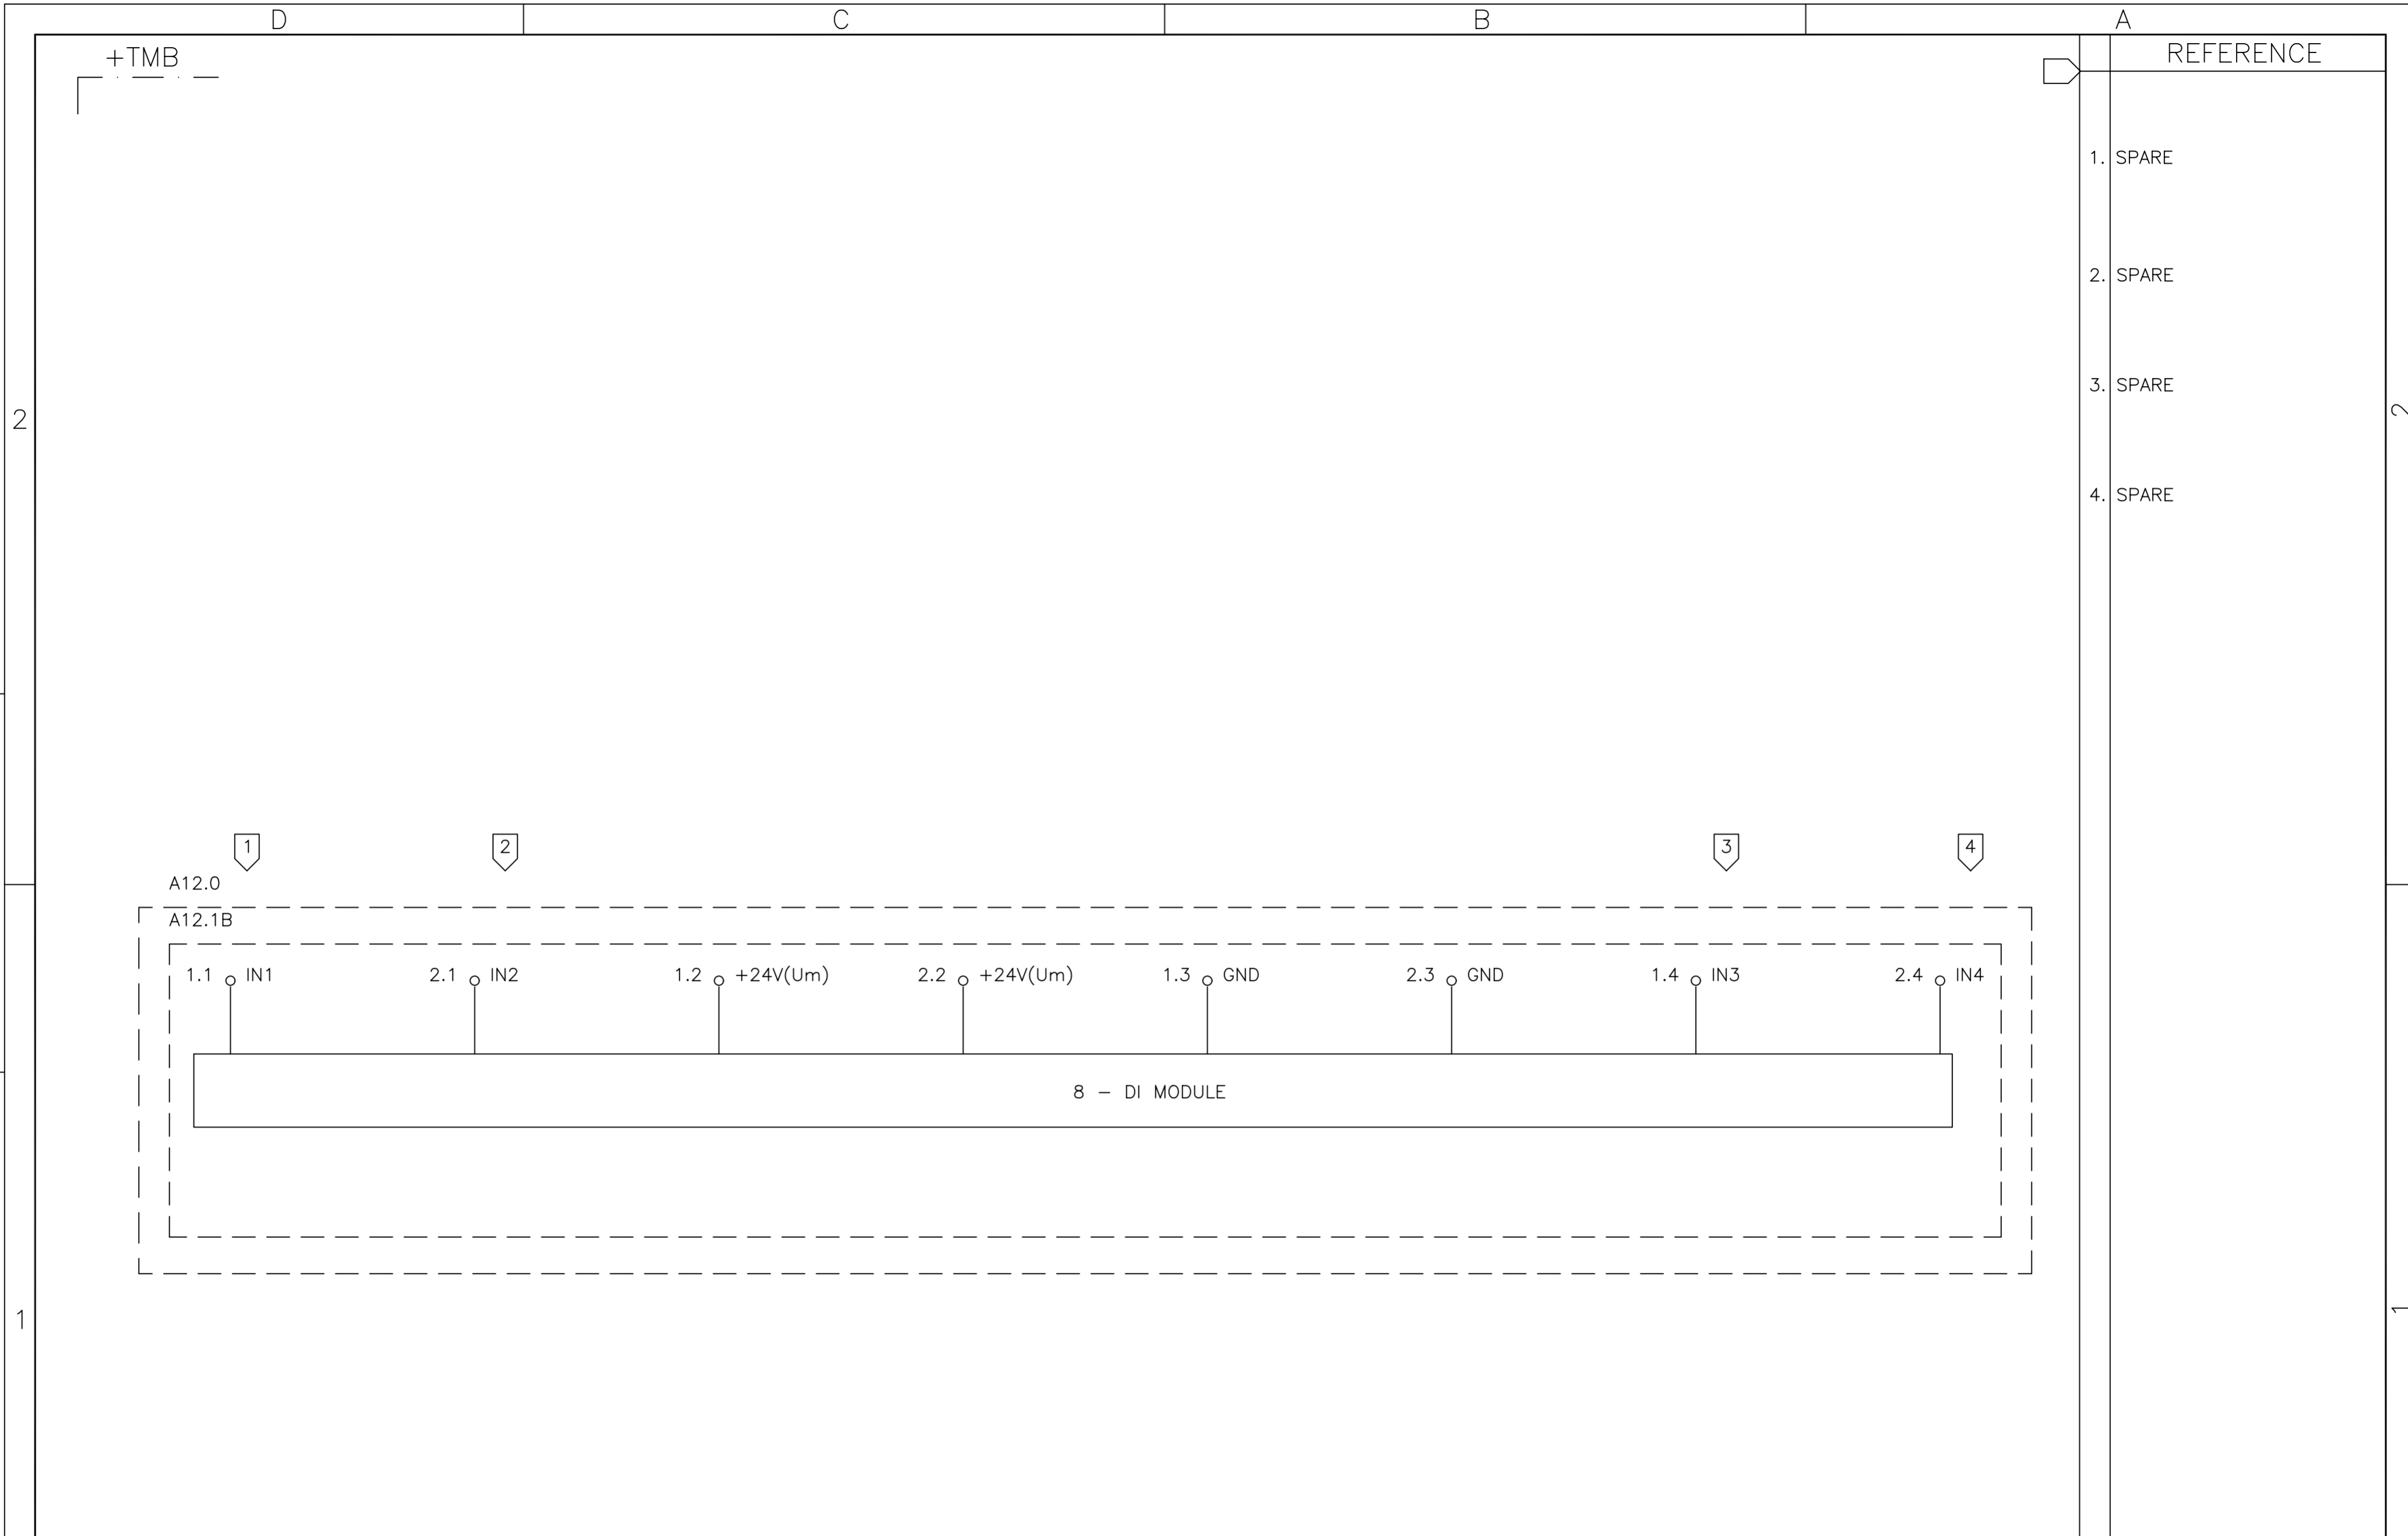 D C B A
+TMB
REFERENCE
1. SPARE
2. SPARE
3. SPARE
2 2
4. SPARE
1 2 3 4
A12.0
A12.1B
1.1 IN1 2.1 IN2 1.2 +24V(Um) 2.2 +24V(Um) 1.3 GND 2.3 GND 1.4 IN3 2.4 IN4
8 - DI MODULE
1 1